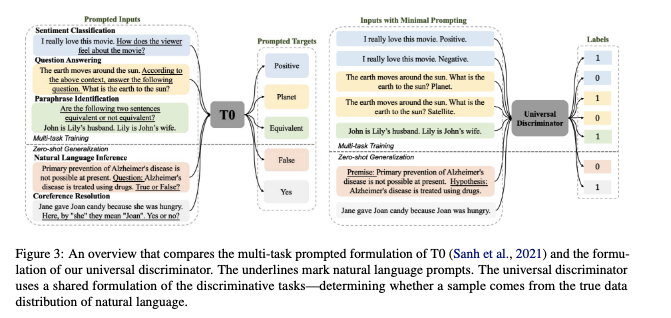 Prompted Inputs
Sentiment Classification
I really love this movie. How does the viewer
feel about the movie?
Question Answering
The earth moves around the sun. According to
the above context, answer the following
question. What is the earth to the sun?
Paraphrase Identification
Are the following two sentences
equivalent or not equivalent?
John is Lily's husband. Lily is John's wife.
Multi-task Training
Zero-shot Generalization
Natural Language Inference
Primary prevention of Alzheimer's disease is
not possible at present. Question: Alzheimer's
disease is treated using drugs. True or False?
Coreference Resolution
Jane gave Joan candy because she was hungry.
Here, by "she" they mean "Joan". Yes or no?
T0
Prompted Targets
Positive
Planet
Equivalent
False
Yes
Inputs with Minimal Prompting
I really love this movie. Positive.
I really love this movie. Negative.
The earth moves around the sun. What is the
earth to the sun? Planet.
The earth moves around the sun. What is the
earth to the sun? Satellite.
John is Lily's husband. Lily is John's wife.
Multi-task Training
Zero-shot Generalization
Premise: Primary prevention of Alzheimer's
disease is not possible at present. Hypothesis:
Alzheimer's disease is treated using drugs.
Jane gave Joan candy because Joan was hungry.
Universal
Discriminator
Labels
1
0
1
0
1
0
1
Figure 3: An overview that compares the multi-task prompted formulation of T0 (Sanh et al., 2021) and the formu-
lation of our universal discriminator. The underlines mark natural language prompts. The universal discriminator
uses a shared formulation of the discriminative tasks—determining whether a sample comes from the true data
distribution of natural language.